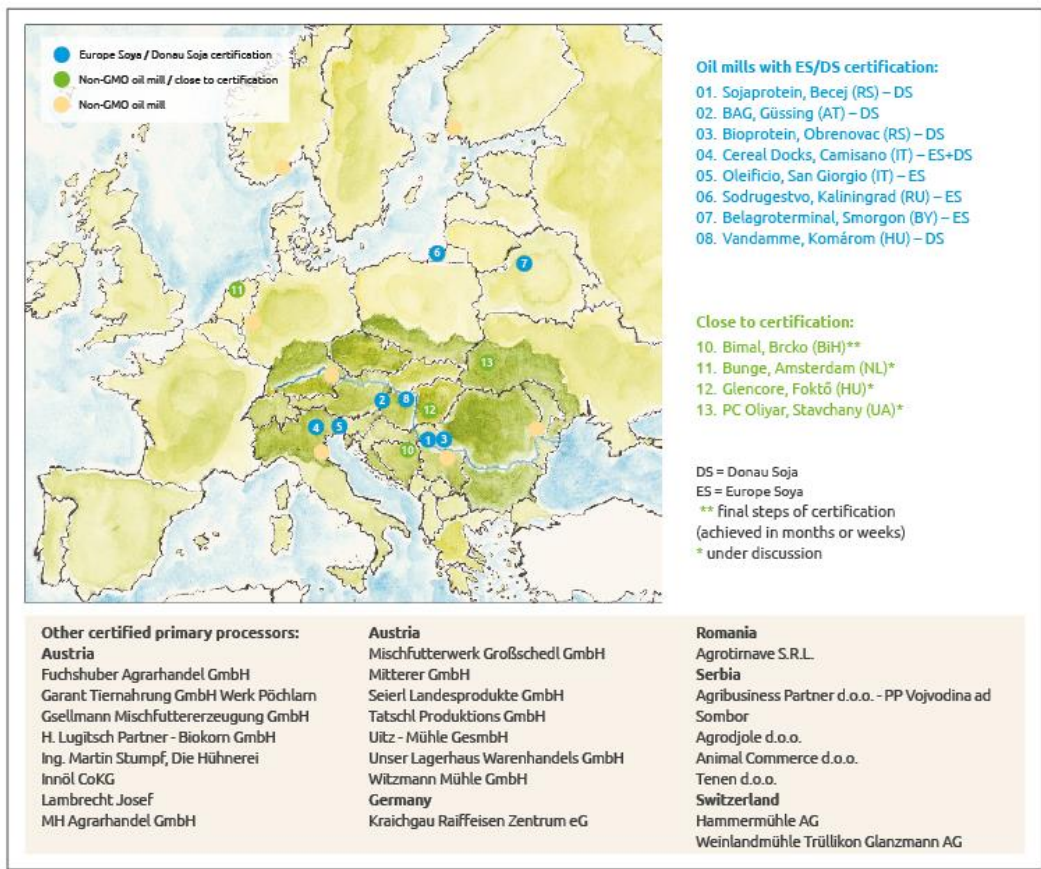 Europe Soya / Donau Soja certification
Non-GMO oil mill / close to certification
Non-GMO oil mill
11
6
7
13
2
8
12
4
5
1
3
10
Oil mills with ES/DS certification:
01. Sojaprotein, Becej (RS) – DS
02. BAG, Güssing (AT) – DS
03. Bioprotein, Obrenovac (RS) – DS
04. Cereal Docks, Camisano (IT) – ES+DS
05. Oleificio, San Giorgio (IT) – ES
06. Sodrugestvo, Kaliningrad (RU) – ES
07. Belagroterminal, Smorgon (BY) – ES
08. Vandamme, Komárom (HU) – DS
Close to certification:
10. Bimal, Brcko (BiH)**
11. Bunge, Amsterdam (NL)*
12. Glencore, Foktő (HU)*
13. PC Oliyar, Stavchany (UA)*
DS = Donau Soja
ES = Europe Soya
** final steps of certification
(achieved in months or weeks)
* under discussion
Other certified primary processors:
Austria
Fuchshuber Agrarhandel GmbH
Garant Tiernahrung GmbH Werk Pöchlarn
Gsellmann Mischfuttererzeugung GmbH
H. Lugitsch Partner - Biokorn GmbH
Ing. Martin Stumpf, Die Hühnerei
Innöl CoKG
Lambrecht Josef
MH Agrarhandel GmbH
Austria
Mischfutterwerk Großschedl GmbH
Mitterer GmbH
Seierl Landesprodukte GmbH
Tatschl Produktions GmbH
Uitz - Mühle GesmbH
Unser Lagerhaus Warenhandels GmbH
Witzmann Mühle GmbH
Germany
Kraichgau Raiffeisen Zentrum eG
Romania
Agrotirnave S.R.L.
Serbia
Agribusiness Partner d.o.o. - PP Vojvodina ad
Sombor
Agrodjole d.o.o.
Animal Commerce d.o.o.
Tenen d.o.o.
Switzerland
Hammermühle AG
Weinlandmühle Trüllikon Glanzmann AG